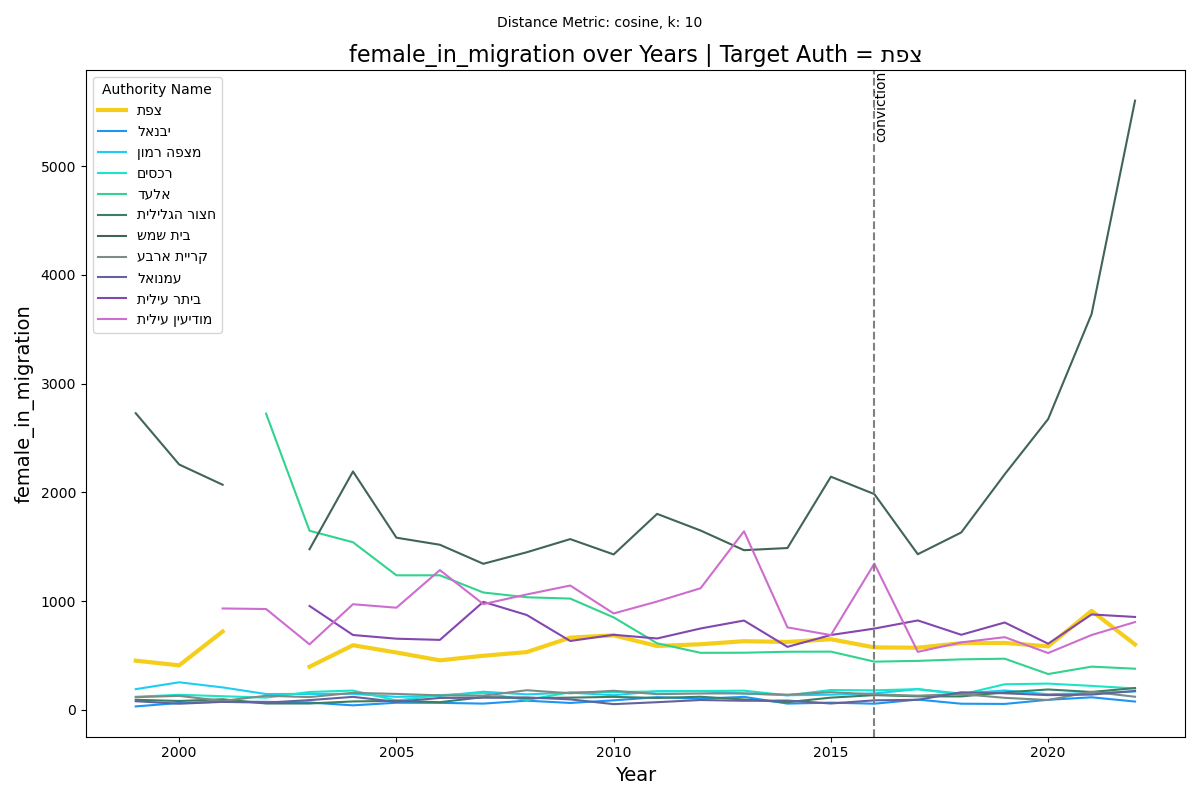 Distance Metric: cosine, k: 10
female_in_migration over Years | Target Auth = צפת
Authority Name
צפת
יבנאל
מצפה רמון
רכסים
אלעד
חצור הגלילית
בית שמש
קריית ארבע
עמנואל
ביתר עילית
מודיעין עילית
conviction
female_in_migration
5000
4000
3000
2000
1000
0
2000
2005
2010
2015
2020
Year